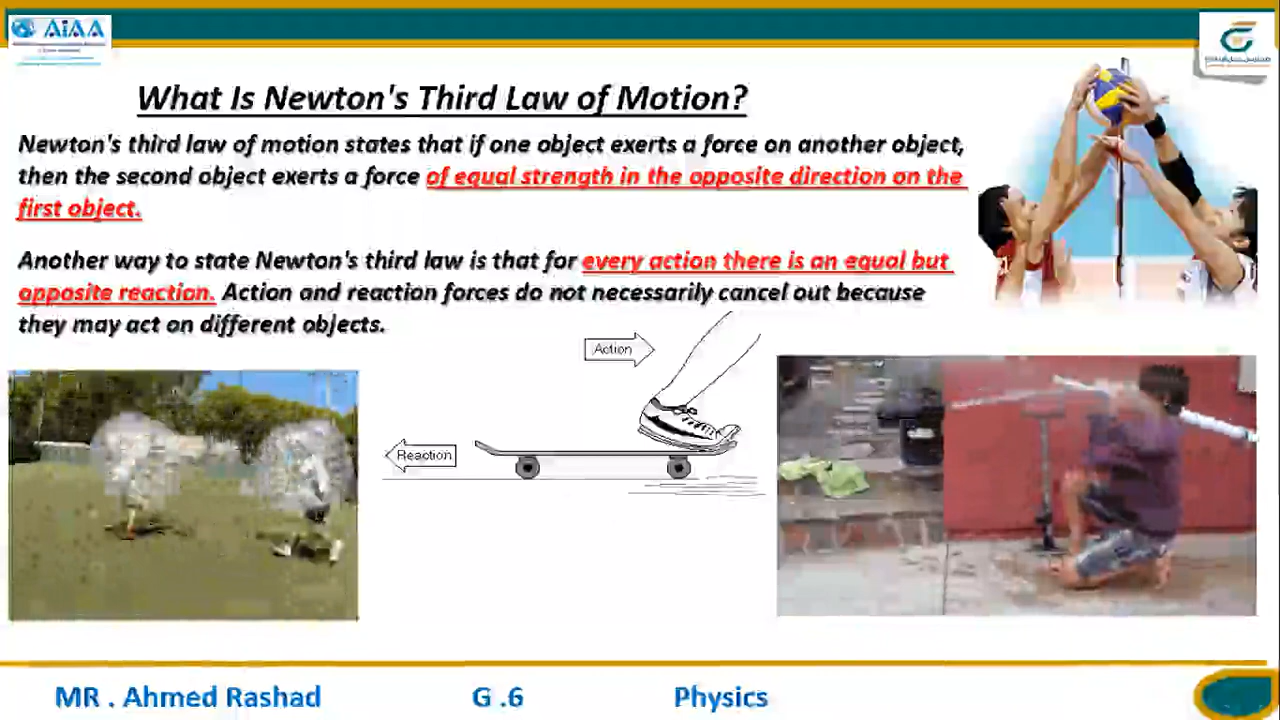 AIAA
What Is Newton's Third Law of Motion?
Newton's third law of motion states that if one object exerts a force on another object,
then the second object exerts a force of equal strength in the opposite direction on the
first object.
Another way to state Newton's third law is that for every action there is an equal but
opposite reaction. Action and reaction forces do not necessarily cancel out because
they may act on different objects.
Action
Reaction
MR . Ahmed Rashad G .6 Physics